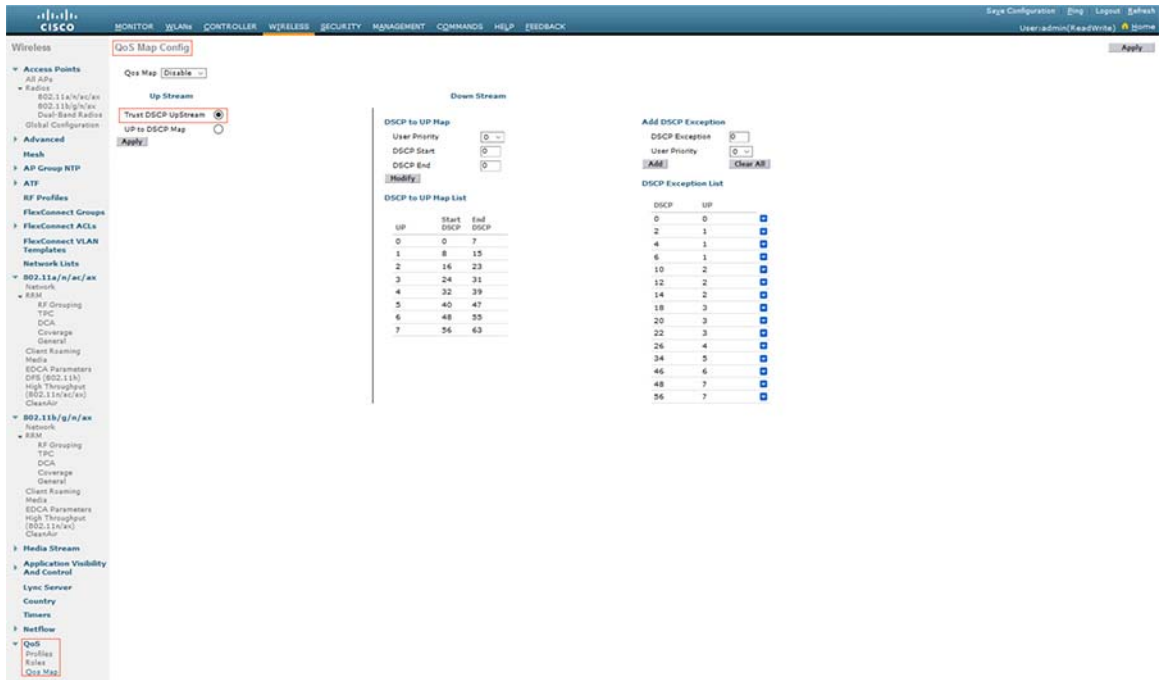 Save Configuration Ping Logout Refresh
CISCO
MONITOR WLANs CONTROLLER WIRELESS SECURITY MANAGEMENT COMMANDS HELP FEEDBACK
User:admin(ReadWrite) Home
Wireless
Access Points
All APs
Radios
802.11a/n/ac/ax
802.11b/g/n/ax
Dual-Band Radios
Global Configuration
Advanced
Mesh
AP Group NTP
ATF
RF Profiles
FlexConnect Groups
FlexConnect ACLs
FlexConnect VLAN
Templates
Network Lists
802.11a/n/ac/ax
Network
RRM
RF Grouping
TPC
DCA
Coverage
General
Client Roaming
Media
EDCA Parameters
DFS (802.11h)
High Throughput
(802.11n/ac/ax)
CleanAir
802.11b/g/n/ax
Network
RRM
RF Grouping
TPC
DCA
Coverage
General
Client Roaming
Media
EDCA Parameters
High Throughput
(802.11n/ax)
CleanAir
Media Stream
Application Visibility
And Control
Lync Server
Country
Timers
Netflow
QoS
Profiles
Roles
Qos Map
QoS Map Config
Apply
Qos Map Disable
Up Stream
Trust DSCP UpStream
UP to DSCP Map
Apply
Down Stream
DSCP to UP Map
User Priority 0
DSCP Start 0
DSCP End 0
Modify
DSCP to UP Map List
UP Start DSCP End DSCP
0 0 7
1 8 15
2 16 23
3 24 31
4 32 39
5 40 47
6 48 55
7 56 63
Add DSCP Exception
DSCP Exception 0
User Priority 0
Add Clear All
DSCP Exception List
DSCP UP
0 0
2 1
4 1
6 1
10 2
12 2
14 2
18 3
20 3
22 3
26 4
34 5
46 6
48 7
56 7